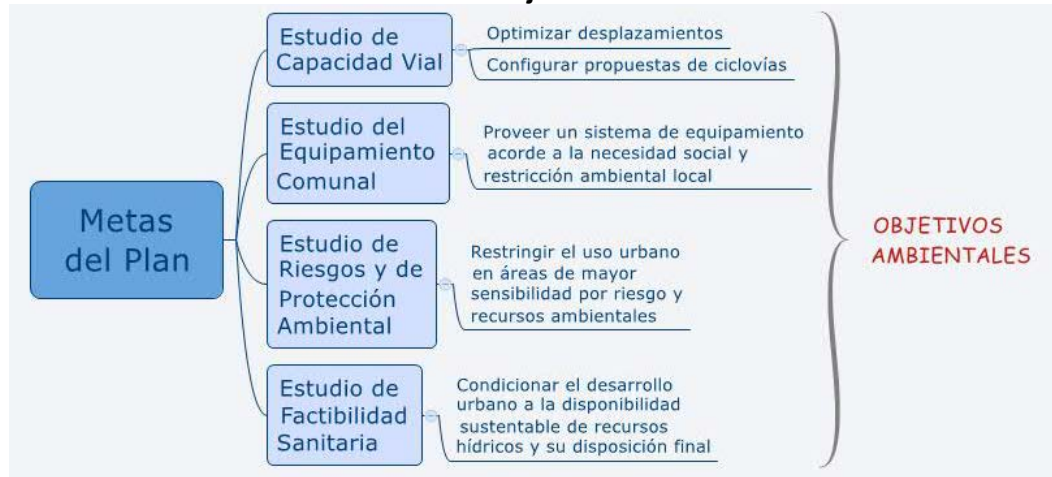 Metas
del Plan
Estudio de
Capacidad Vial
Optimizar desplazamientos
Configurar propuestas de ciclovías
Estudio del
Equipamiento
Comunal
Proveer un sistema de equipamiento
acorde a la necesidad social y
restricción ambiental local
Estudio de
Riesgos y de
Protección
Ambiental
Restringir el uso urbano
en áreas de mayor
sensibilidad por riesgo y
recursos ambientales
Estudio de
Factibilidad
Sanitaria
Condicionar el desarrollo
urbano a la disponibilidad
sustentable de recursos
hídricos y su disposición final
OBJETIVOS
AMBIENTALES